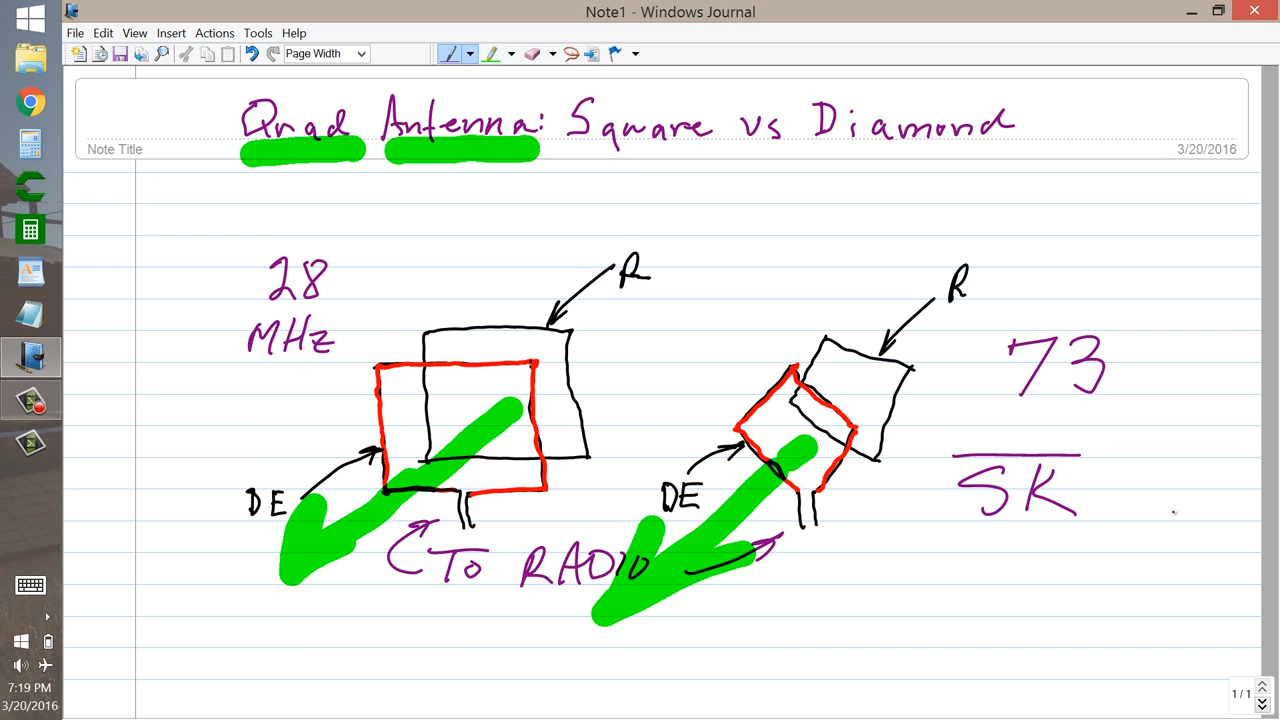 Note1 - Windows Journal
File Edit View Insert Actions Tools Help
Page Width
Quad Antenna: Square vs Diamond
Note Title
3/20/2016
28
MHz
R
R
73
SK
DE
DE
TO RADIO
7:19 PM
3/20/2016
1/1